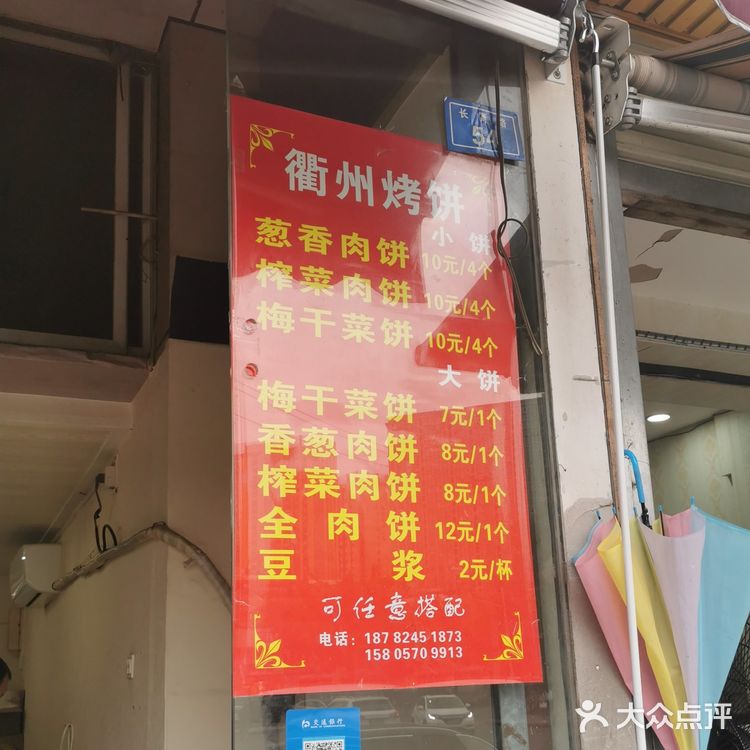 长 路
54
衢州烤饼
小饼
葱香肉饼 10元/4个
榨菜肉饼 10元/4个
梅干菜饼 10元/4个
大饼
梅干菜饼 7元/1个
香葱肉饼 8元/1个
榨菜肉饼 8元/1个
全肉饼 12元/1个
豆浆 2元/杯
可任意搭配
电话: 187 8245 1873
158 0570 9913
交通银行
大众点评